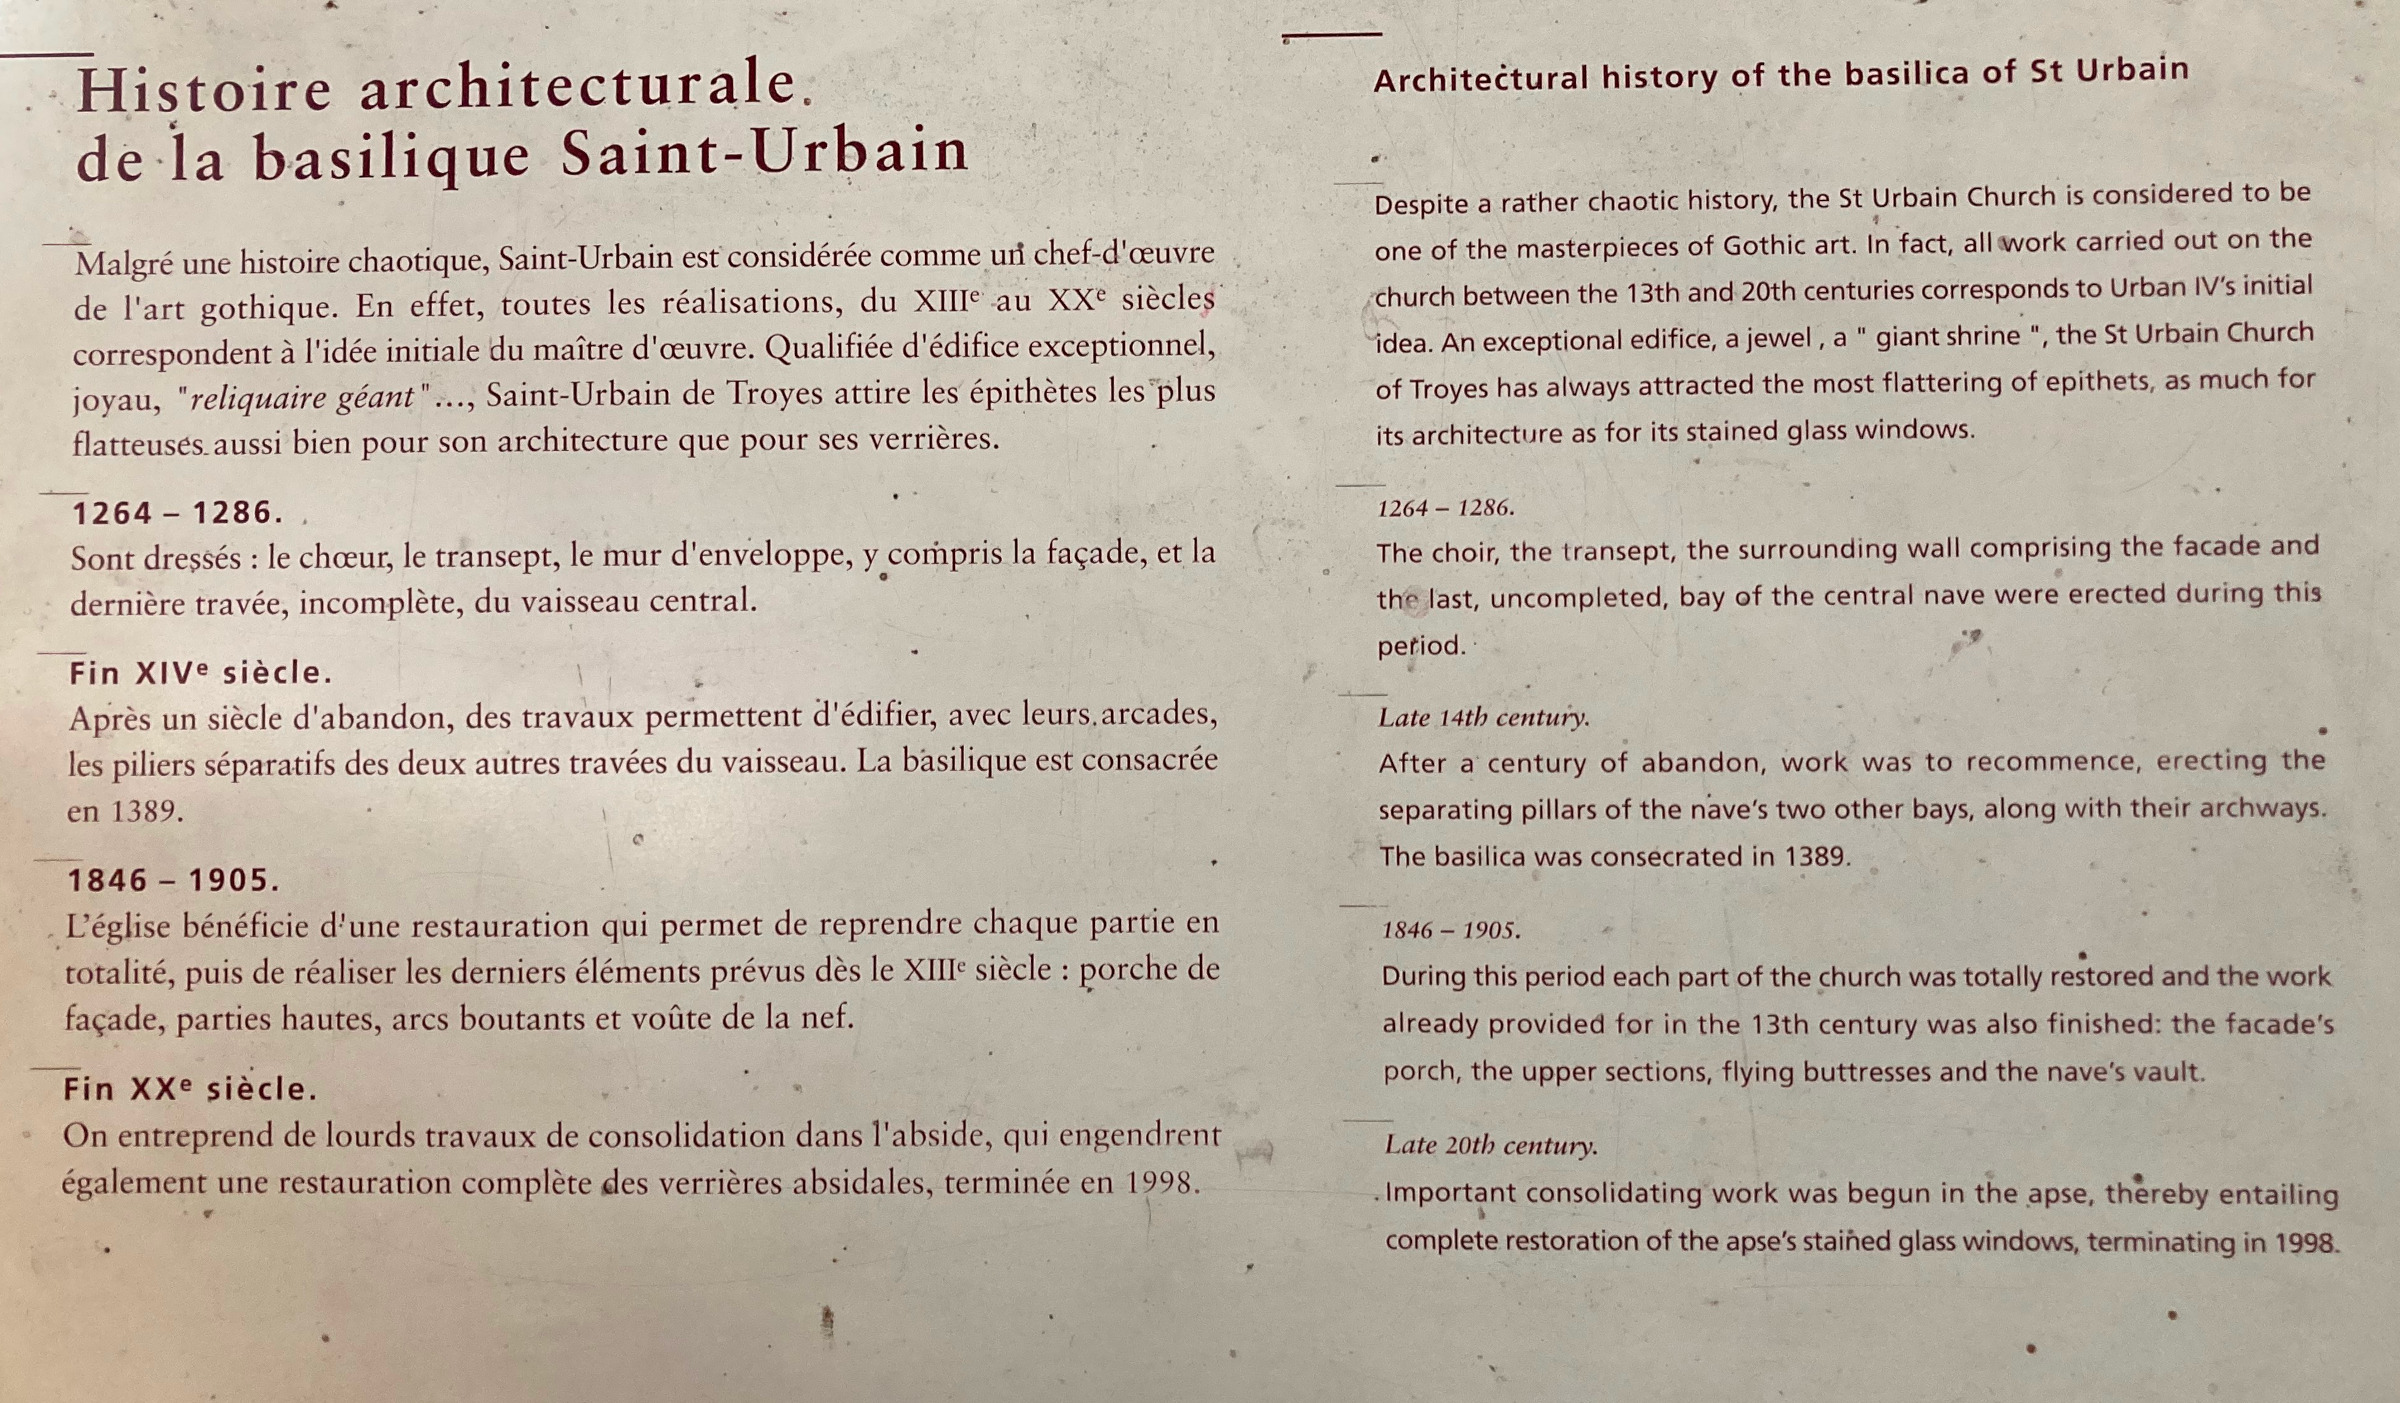 Histoire architecturale
de la basilique Saint-Urbain
Malgré une histoire chaotique, Saint-Urbain est considérée comme un chef-d'œuvre
de l'art gothique. En effet, toutes les réalisations, du XIIIe au XXe siècles
correspondent à l'idée initiale du maître d'œuvre. Qualifiée d'édifice exceptionnel,
joyau, "reliquaire géant"..., Saint-Urbain de Troyes attire les épithètes les plus
flatteuses aussi bien pour son architecture que pour ses verrières.
1264 – 1286.
Sont dressés : le chœur, le transept, le mur d'enveloppe, y compris la façade, et la
dernière travée, incomplète, du vaisseau central.
Fin XIVe siècle.
Après un siècle d'abandon, des travaux permettent d'édifier, avec leurs arcades,
les piliers séparatifs des deux autres travées du vaisseau. La basilique est consacrée
en 1389.
1846 – 1905.
L'église bénéficie d'une restauration qui permet de reprendre chaque partie en
totalité, puis de réaliser les derniers éléments prévus dès le XIIIe siècle : porche de
façade, parties hautes, arcs boutants et voûte de la nef.
Fin XXe siècle.
On entreprend de lourds travaux de consolidation dans l'abside, qui engendrent
également une restauration complète des verrières absidales, terminée en 1998.
Architectural history of the basilica of St Urbain
Despite a rather chaotic history, the St Urbain Church is considered to be
one of the masterpieces of Gothic art. In fact, all work carried out on the
church between the 13th and 20th centuries corresponds to Urban IV's initial
idea. An exceptional edifice, a jewel , a " giant shrine ", the St Urbain Church
of Troyes has always attracted the most flattering of epithets, as much for
its architecture as for its stained glass windows.
1264 – 1286.
The choir, the transept, the surrounding wall comprising the facade and
the last, uncompleted, bay of the central nave were erected during this
period.
Late 14th century.
After a century of abandon, work was to recommence, erecting the
separating pillars of the nave's two other bays, along with their archways.
The basilica was consecrated in 1389.
1846 – 1905.
During this period each part of the church was totally restored and the work
already provided for in the 13th century was also finished: the facade's
porch, the upper sections, flying buttresses and the nave's vault.
Late 20th century.
Important consolidating work was begun in the apse, thereby entailing
complete restoration of the apse's stained glass windows, terminating in 1998.